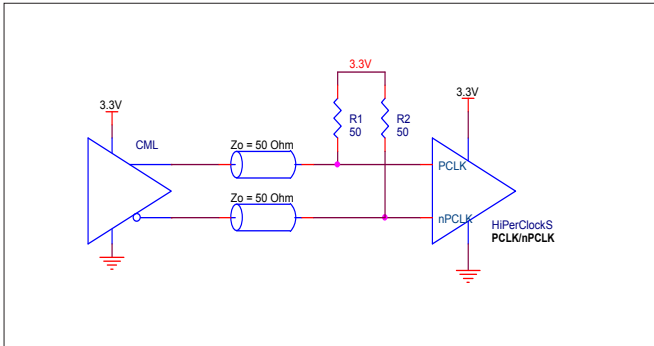 3.3V
3.3V
3.3V
R1
50
R2
50
CML
Zo = 50 Ohm
PCLK
Zo = 50 Ohm
nPCLK
HiPerClockS
PCLK/nPCLK